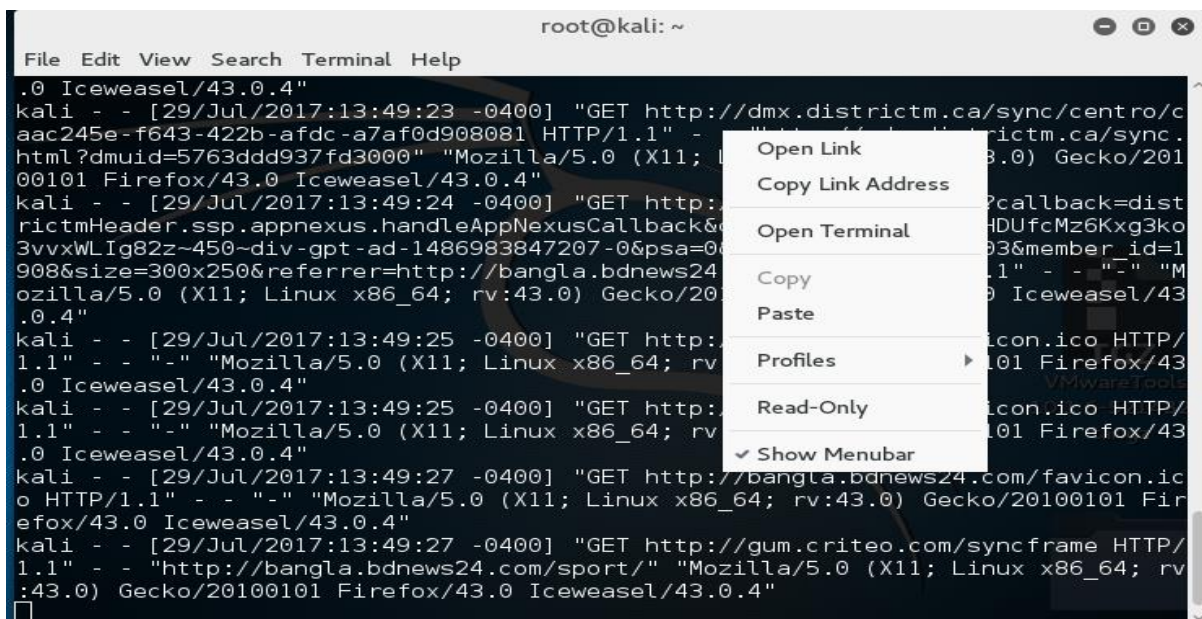 root@kali: ~
File Edit View Search Terminal Help
.0 Iceweasel/43.0.4"
kali - - [29/Jul/2017:13:49:23 -0400] "GET http://dmx.districtm.ca/sync/centro/c
aac245e-f643-422b-afdc-a7af0d908081 HTTP/1.1" - rictm.ca/sync.
html?dmuid=5763ddd937fd3000" "Mozilla/5.0 (X11; 3.0) Gecko/201
00101 Firefox/43.0 Iceweasel/43.0.4"
kali - - [29/Jul/2017:13:49:24 -0400] "GET http: ?callback=dist
rictmHeader.ssp.appnexus.handleAppNexusCallback& HDUfcMz6Kxg3ko
3vvxWLIg82z~450~div-gpt-ad-1486983847207-0&psa=0 3&member_id=1
908&size=300x250&referrer=http://bangla.bdnews24 .1" - - "-" "M
ozilla/5.0 (X11; Linux x86_64; rv:43.0) Gecko/20 Iceweasel/43
.0.4"
kali - - [29/Jul/2017:13:49:25 -0400] "GET http: icon.ico HTTP/
1.1" - - "-" "Mozilla/5.0 (X11; Linux x86_64; rv 101 Firefox/43
.0 Iceweasel/43.0.4"
kali - - [29/Jul/2017:13:49:25 -0400] "GET http: icon.ico HTTP/
1.1" - - "-" "Mozilla/5.0 (X11; Linux x86_64; rv 101 Firefox/43
.0 Iceweasel/43.0.4"
kali - - [29/Jul/2017:13:49:27 -0400] "GET http://bangla.bdnews24.com/favicon.ic
o HTTP/1.1" - - "-" "Mozilla/5.0 (X11; Linux x86_64; rv:43.0) Gecko/20100101 Fir
efox/43.0 Iceweasel/43.0.4"
kali - - [29/Jul/2017:13:49:27 -0400] "GET http://gum.criteo.com/syncframe HTTP/
1.1" - - "http://bangla.bdnews24.com/sport/" "Mozilla/5.0 (X11; Linux x86_64; rv
:43.0) Gecko/20100101 Firefox/43.0 Iceweasel/43.0.4"
Open Link
Copy Link Address
Open Terminal
Copy
Paste
Profiles
Read-Only
Show Menubar
VMwareTools